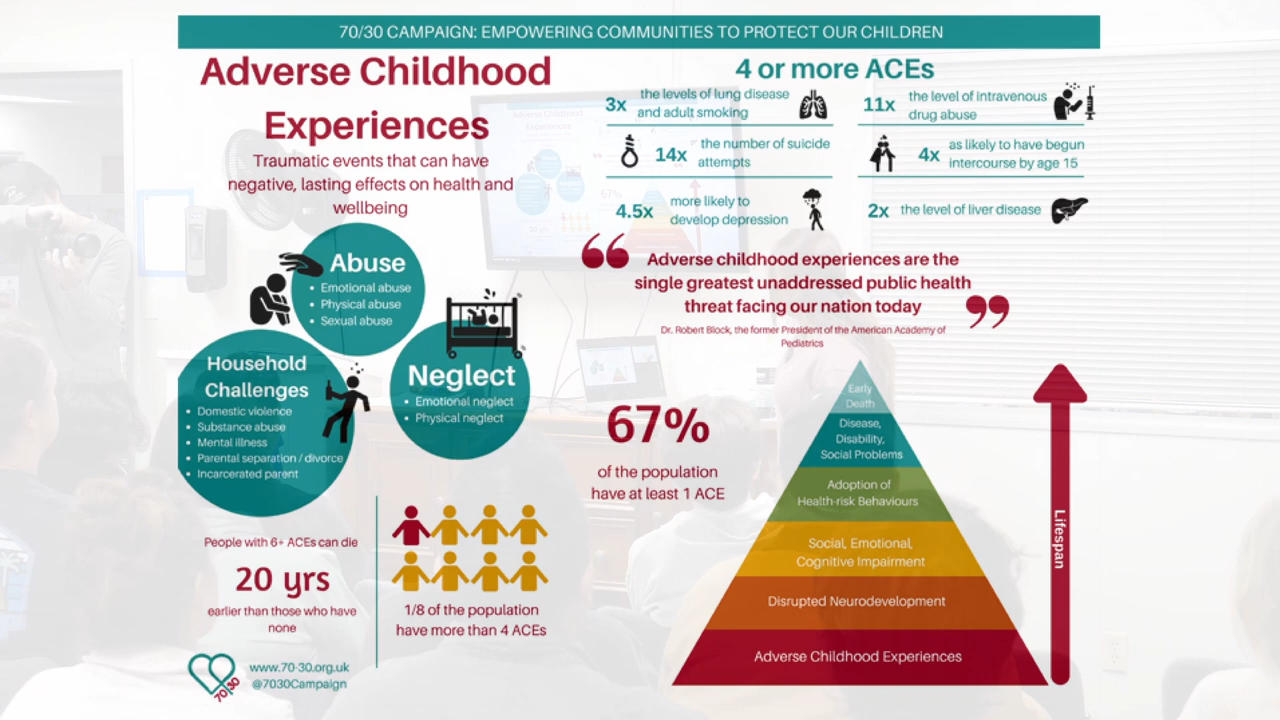 70/30 CAMPAIGN: EMPOWERING COMMUNITIES TO PROTECT OUR CHILDREN
Adverse Childhood
Experiences
Traumatic events that can have
negative, lasting effects on health and
wellbeing
Abuse
• Emotional abuse
• Physical abuse
• Sexual abuse
Household
Challenges
• Domestic violence
• Substance abuse
• Mental illness
• Parental separation / divorce
• Incarcerated parent
Neglect
• Emotional neglect
• Physical neglect
People with 6+ ACEs can die
20 yrs
earlier than those who have
none
1/8 of the population
have more than 4 ACEs
www.70-30.org.uk
@7030Campaign
70/30
4 or more ACEs
3x
the levels of lung disease
and adult smoking
11x
the level of intravenous
drug abuse
14x
the number of suicide
attempts
4x
as likely to have begun
intercourse by age 15
4.5x
more likely to
develop depression
2x
the level of liver disease
“
Adverse childhood experiences are the
single greatest unaddressed public health
threat facing our nation today
”
Dr. Robert Block, the former President of the American Academy of
Pediatrics
67%
of the population
have at least 1 ACE
Early
Death
Disease,
Disability,
Social Problems
Adoption of
Health-risk Behaviours
Social, Emotional,
Cognitive Impairment
Disrupted Neurodevelopment
Adverse Childhood Experiences
Lifespan